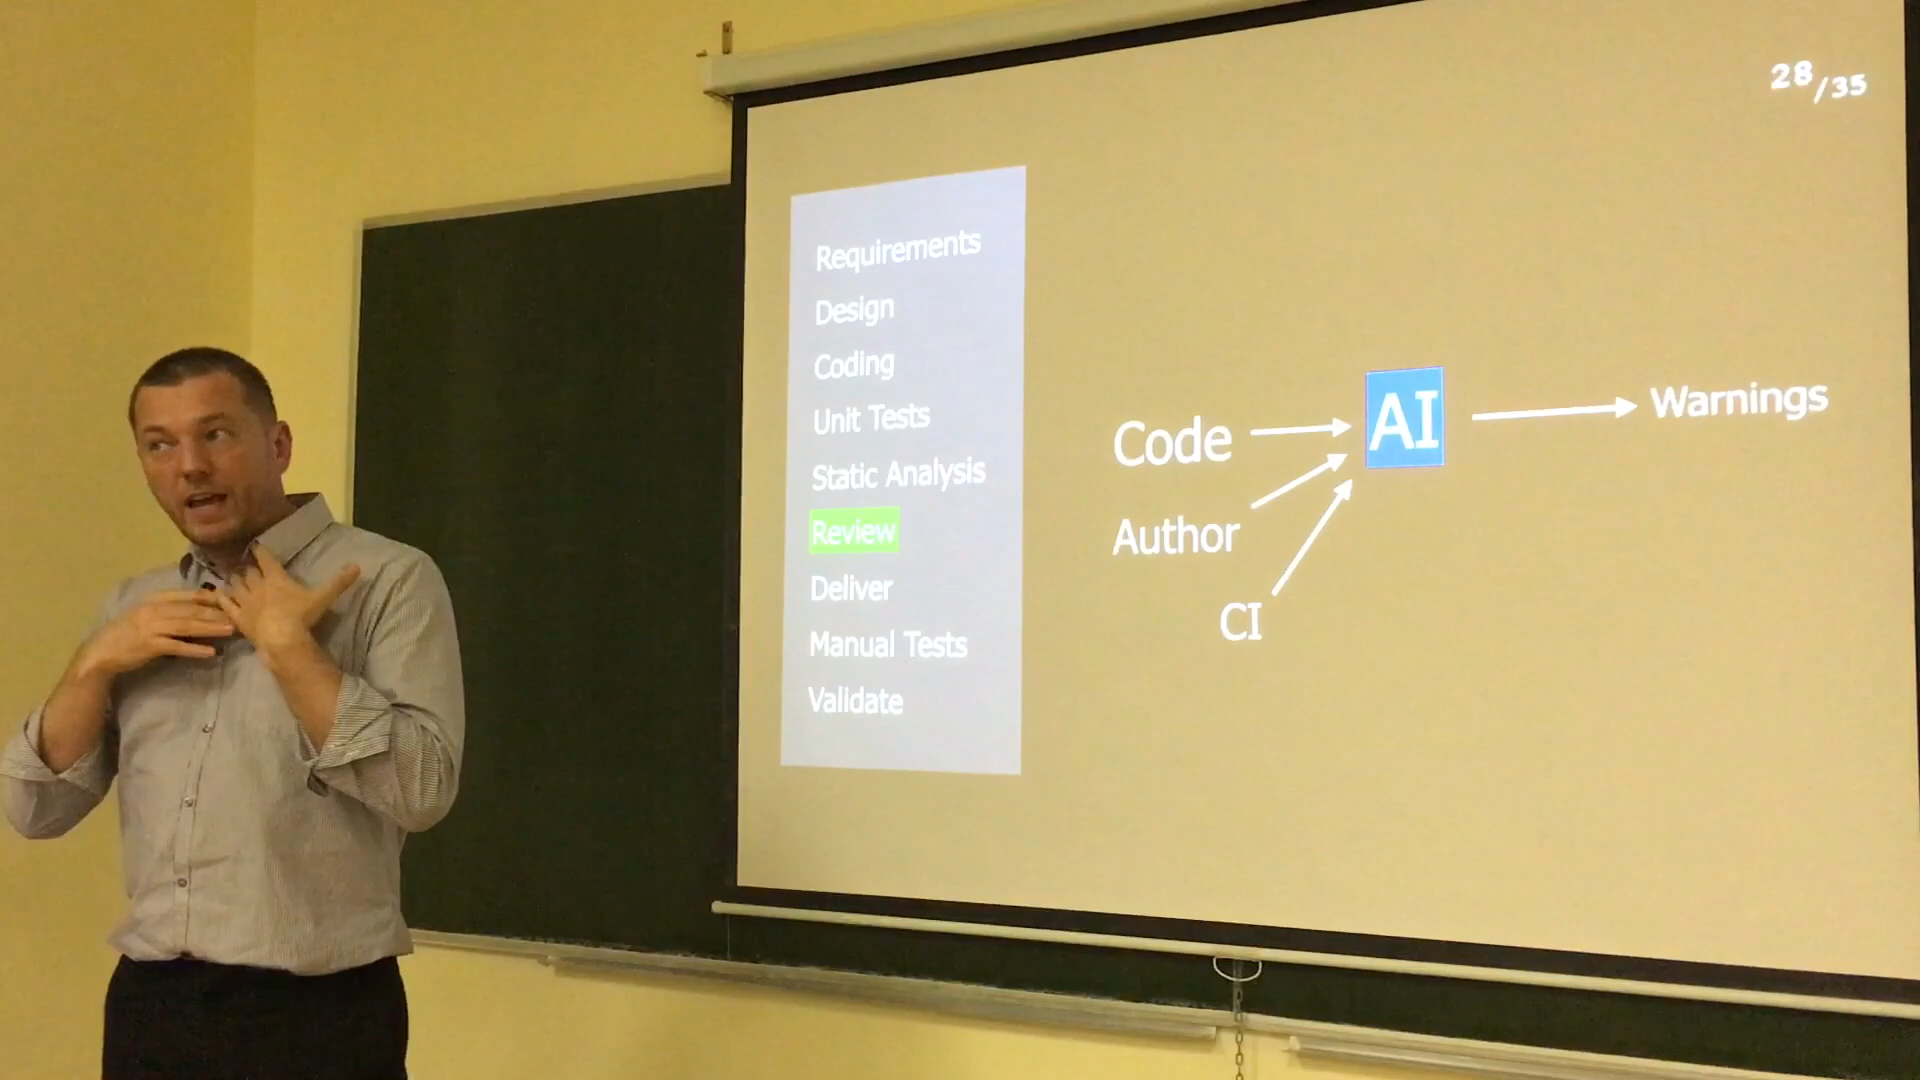 28/35
Requirements
Design
Coding
Unit Tests
Static Analysis
Review
Deliver
Manual Tests
Validate
Code
Author
CI
AI
Warnings